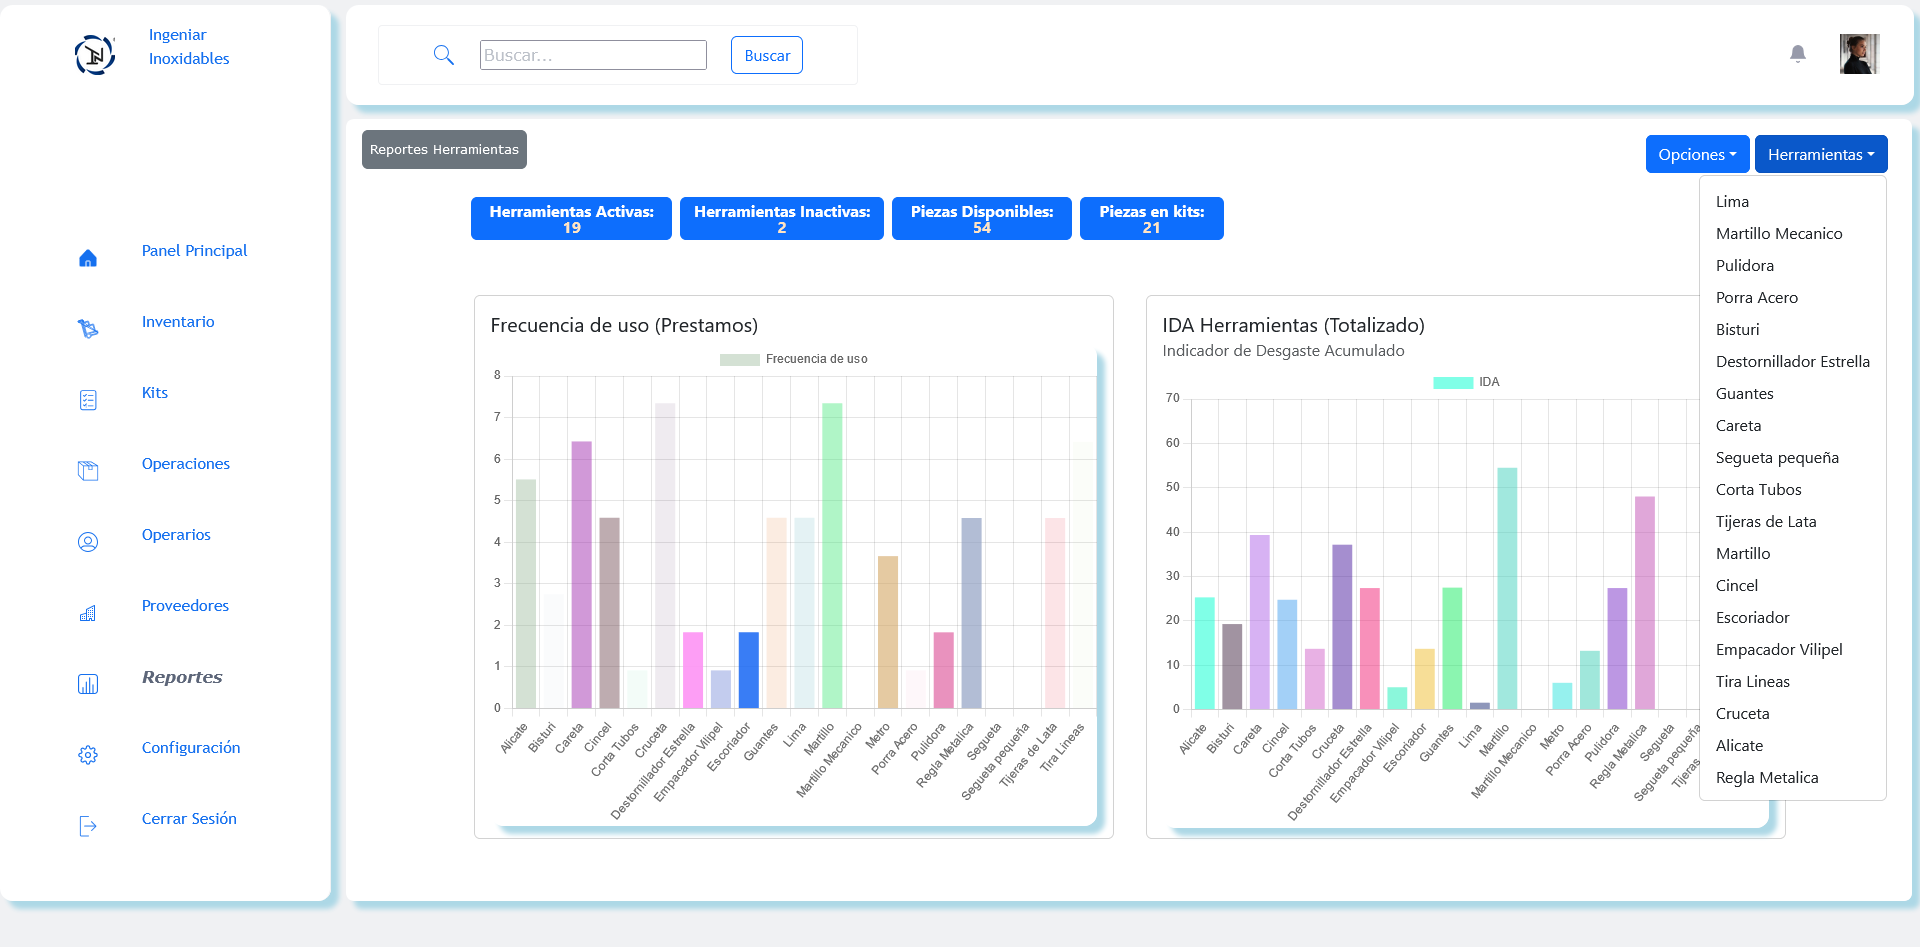 Ingeniar
Inoxidables
Panel Principal
Inventario
Kits
Operaciones
Operarios
Proveedores
Reportes
Configuración
Cerrar Sesión
Buscar...
Buscar
Reportes Herramientas
Opciones
Herramientas
Herramientas Activas:
19
Herramientas Inactivas:
2
Piezas Disponibles:
54
Piezas en kits:
21
Frecuencia de uso (Prestamos)
Frecuencia de uso
8
7
6
5
4
3
2
1
0
Alicate
Bisturi
Careta
Cincel
Corta Tubos
Cruceta
Destornillador Estrella
Empacador Vilipel
Escoriador
Guantes
Lima
Martillo
Martillo Mecanico
Metro
Porra Acero
Pulidora
Regla Metalica
Segueta
Segueta pequeña
Tijeras de Lata
Tira Lineas
IDA Herramientas (Totalizado)
Indicador de Desgaste Acumulado
IDA
70
60
50
40
30
20
10
0
Alicate
Bisturi
Careta
Cincel
Corta Tubos
Cruceta
Destornillador Estrella
Empacador Vilipel
Escoriador
Guantes
Lima
Martillo
Martillo Mecanico
Metro
Porra Acero
Pulidora
Regla Metalica
Segueta
Segueta pequeña
Tijeras
Lima
Martillo Mecanico
Pulidora
Porra Acero
Bisturi
Destornillador Estrella
Guantes
Careta
Segueta pequeña
Corta Tubos
Tijeras de Lata
Martillo
Cincel
Escoriador
Empacador Vilipel
Tira Lineas
Cruceta
Alicate
Regla Metalica